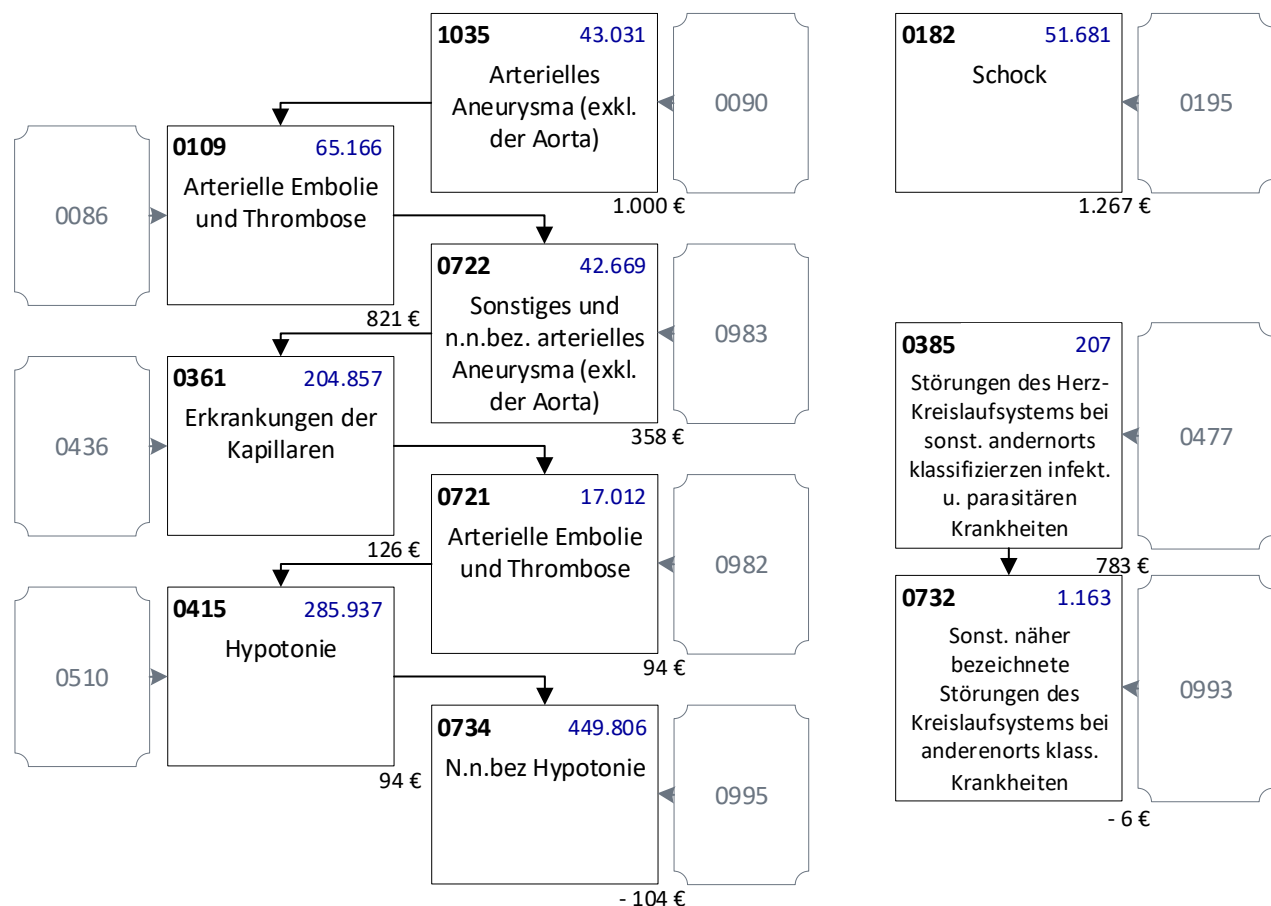 1035 43.031
Arterielles
Aneurysma (exkl.
der Aorta)
0090
1.000 €
0182 51.681
Schock
0195
1.267 €
0086
0109 65.166
Arterielle Embolie
und Thrombose
821 €
0722 42.669
Sonstiges und
n.n.bez. arterielles
Aneurysma (exkl.
der Aorta)
0983
358 €
0436
0361 204.857
Erkrankungen der
Kapillaren
126 €
0721 17.012
Arterielle Embolie
und Thrombose
0982
94 €
0510
0415 285.937
Hypotonie
94 €
0734 449.806
N.n.bez Hypotonie
0995
- 104 €
0385 207
Störungen des Herz-
Kreislaufsystems bei
sonst. andernorts
klassifizierzen infekt.
u. parasitären
Krankheiten
0477
783 €
0732 1.163
Sonst. näher
bezeichnete
Störungen des
Kreislaufsystems bei
anderenorts klass.
Krankheiten
0993
- 6 €